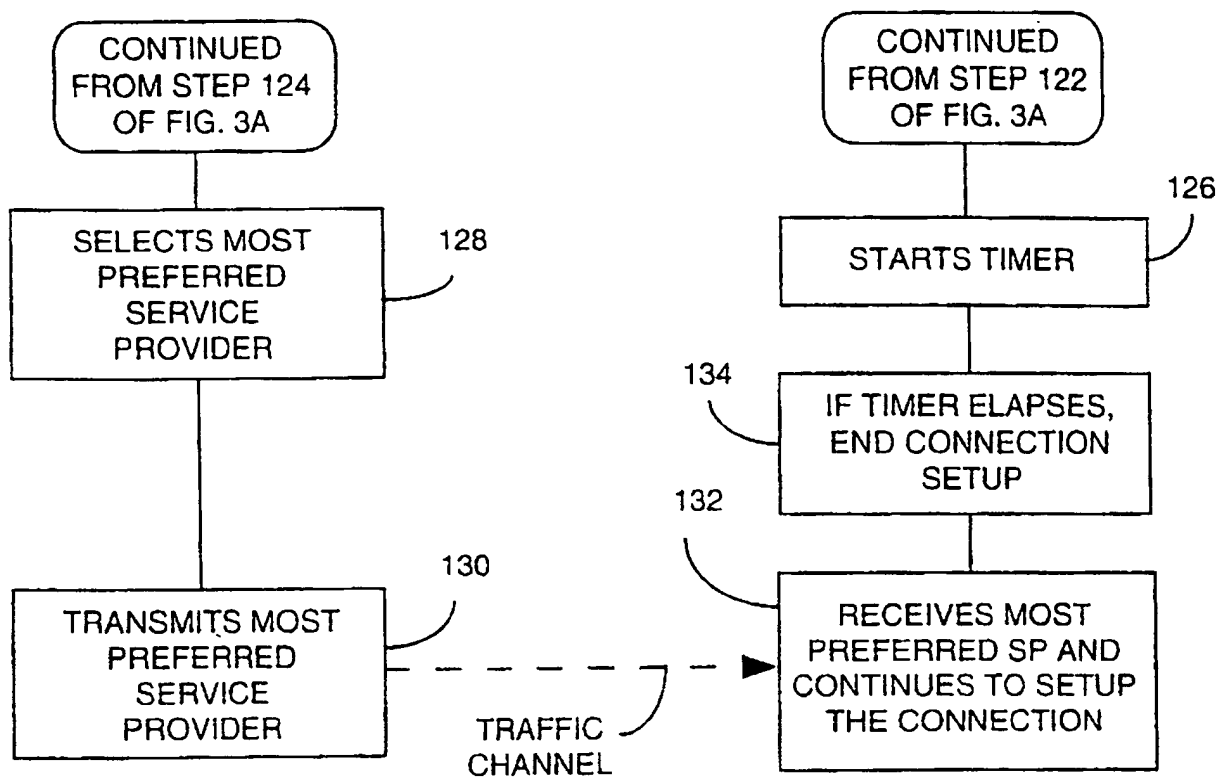 CONTINUED
FROM STEP 124
OF FIG. 3A
SELECTS MOST
PREFERRED
SERVICE
PROVIDER
128
TRANSMITS MOST
PREFERRED
SERVICE
PROVIDER
130
TRAFFIC
CHANNEL
CONTINUED
FROM STEP 122
OF FIG. 3A
126
STARTS TIMER
134
IF TIMER ELAPSES,
END CONNECTION
SETUP
132
RECEIVES MOST
PREFERRED SP AND
CONTINUES TO SETUP
THE CONNECTION